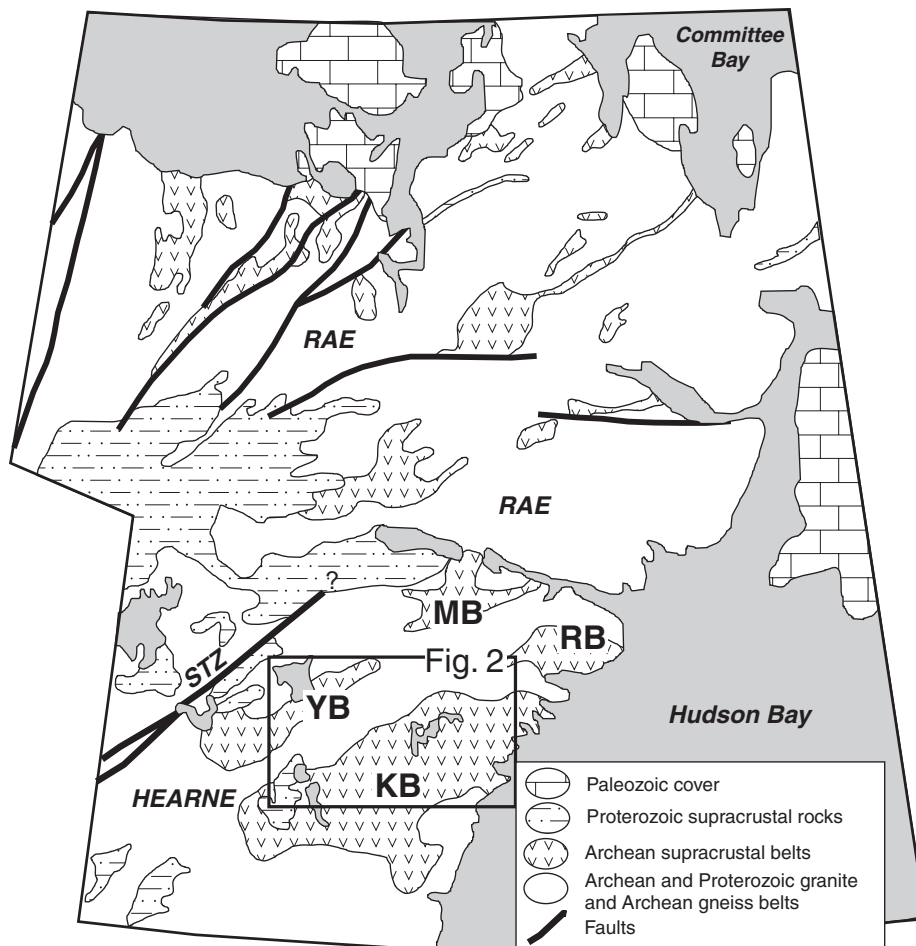 Committee
Bay
RAE
RAE
?
MB
RB
STZ
Fig. 2
YB
Hudson Bay
KB
HEARNE
Paleozoic cover
Proterozoic supracrustal rocks
Archean supracrustal belts
Archean and Proterozoic granite
and Archean gneiss belts
Faults